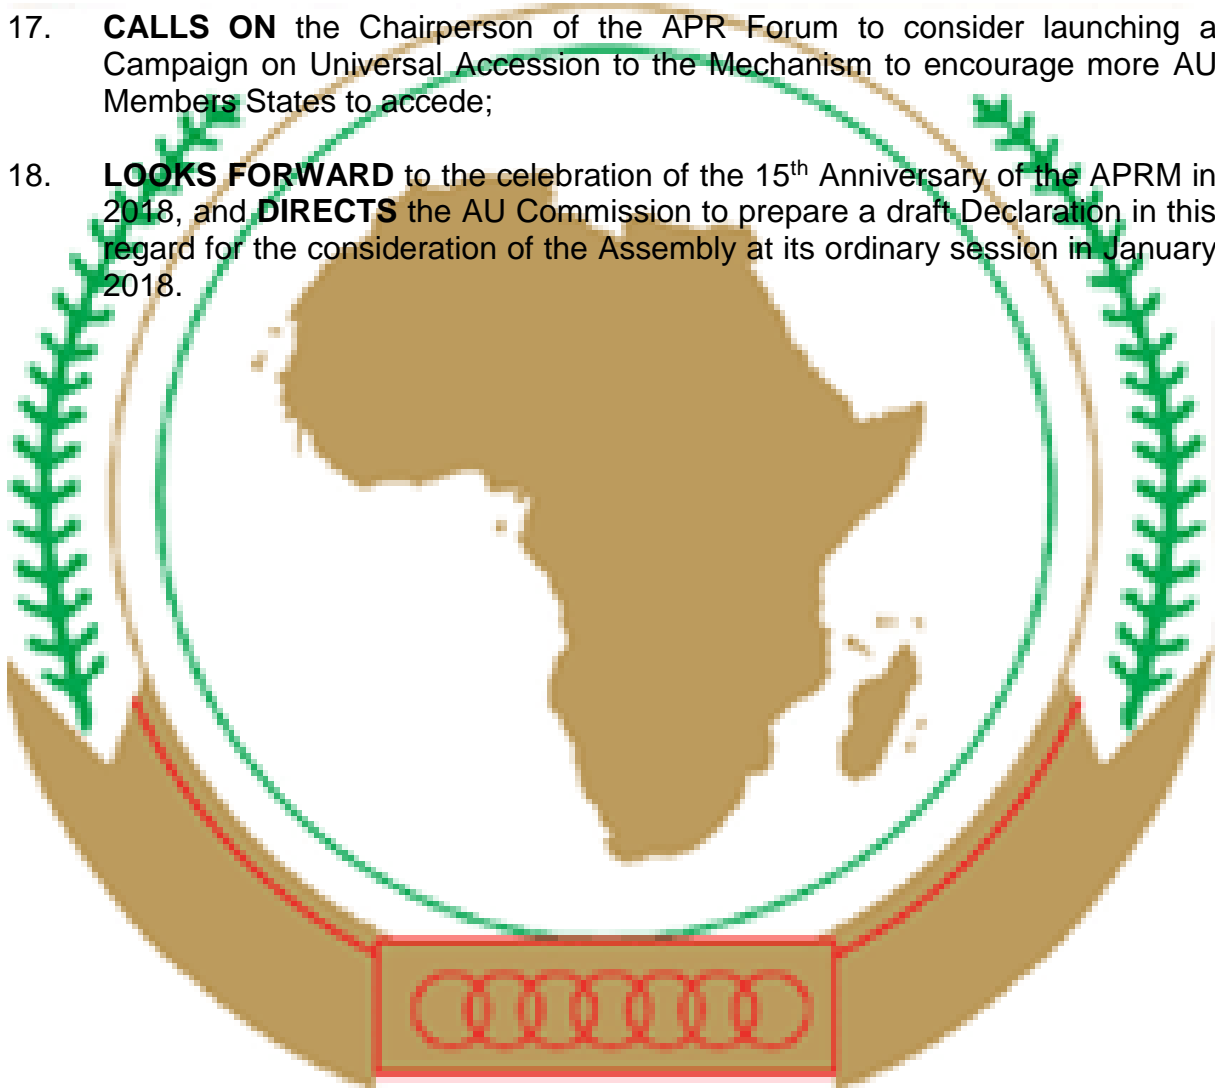 17. CALLS ON the Chairperson of the APR Forum to consider launching a
Campaign on Universal Accession to the Mechanism to encourage more AU
Members States to accede;
18. LOOKS FORWARD to the celebration of the 15th Anniversary of the APRM in
2018, and DIRECTS the AU Commission to prepare a draft Declaration in this
regard for the consideration of the Assembly at its ordinary session in January
2018.